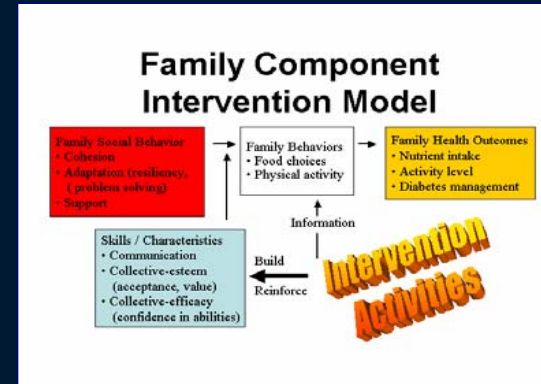 Family Component
Intervention Model
Family Social Behavior
• Cohesion
• Adaptation (resiliency,
( problem solving)
• Support
Family Behaviors
• Food choices
• Physical activity
Family Health Outcomes
• Nutrient intake
• Activity level
• Diabetes management
Information
Skills / Characteristics
• Communication
• Collective-esteem
(acceptance, value)
• Collective-efficacy
(confidence in abilities)
Build
Reinforce
Intervention
Activities